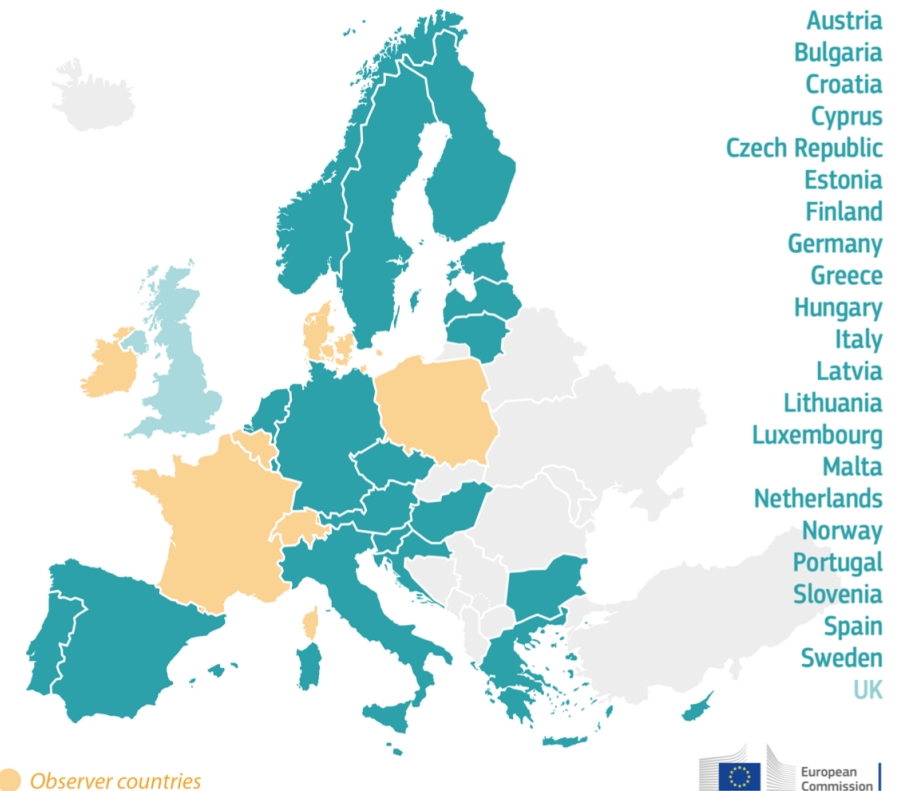 Austria
Bulgaria
Croatia
Cyprus
Czech Republic
Estonia
Finland
Germany
Greece
Hungary
Italy
Latvia
Lithuania
Luxembourg
Malta
Netherlands
Norway
Portugal
Slovenia
Spain
Sweden
UK
Observer countries
European
Commission